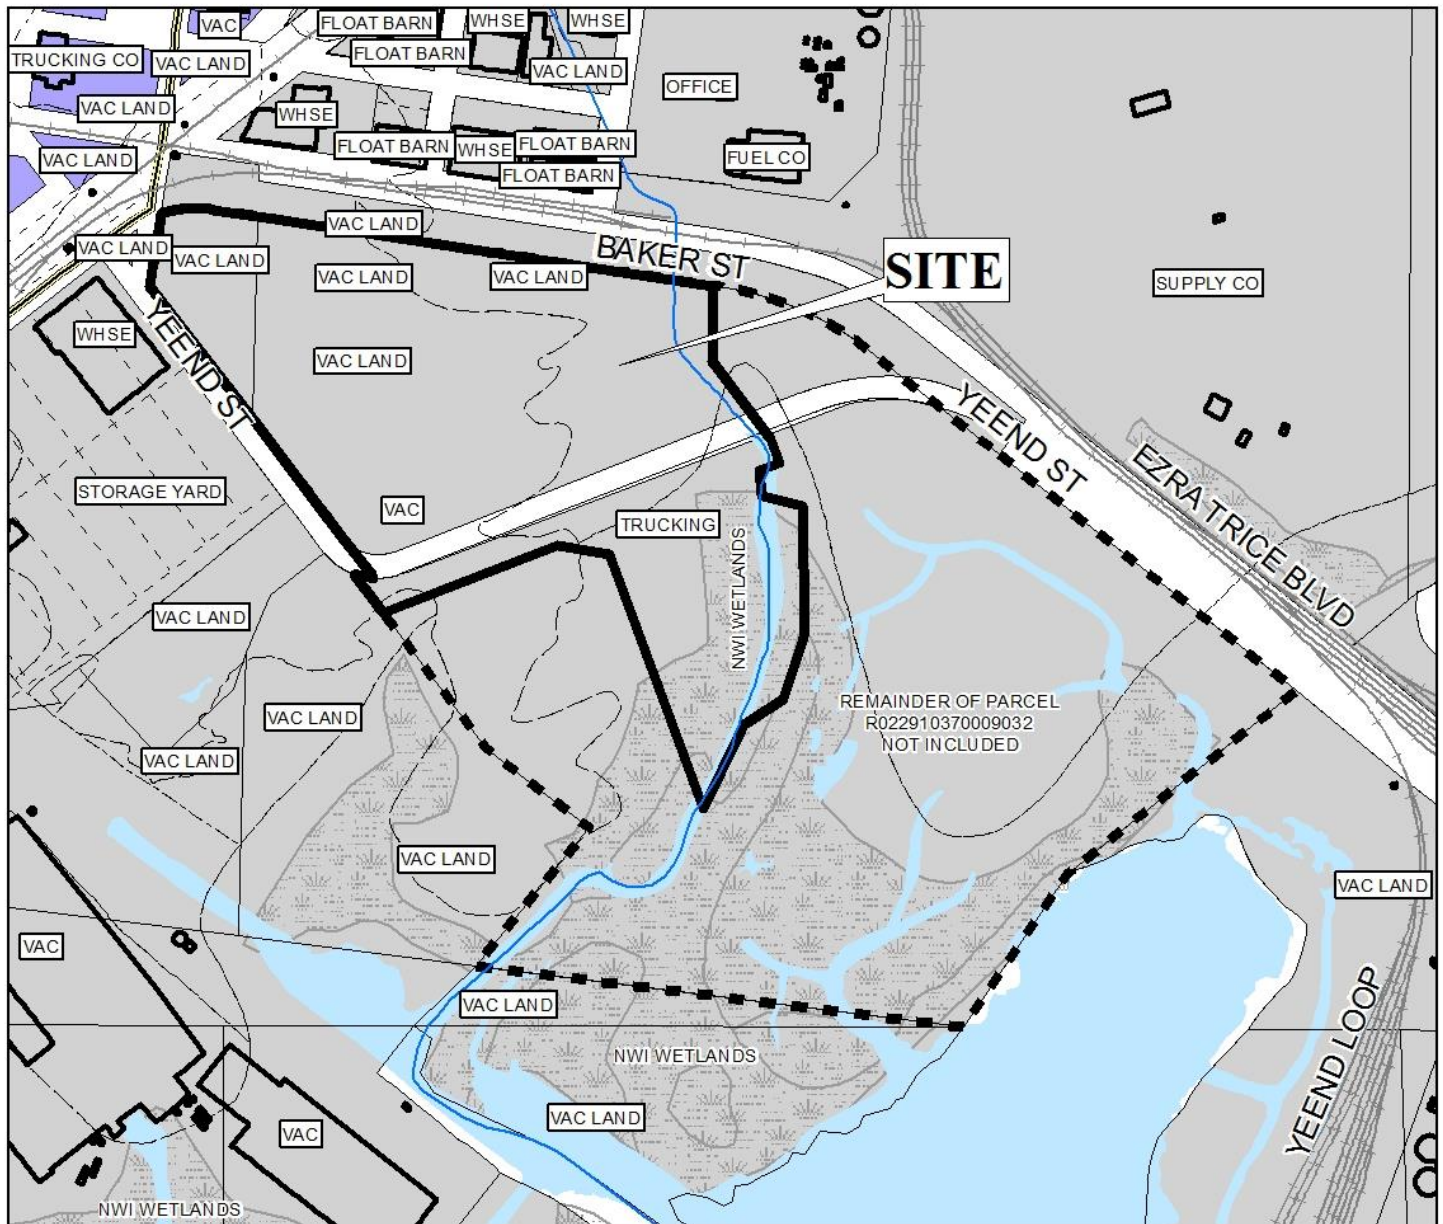 VAC
FLOAT BARN
WHSE
WHSE
TRUCKING CO
VAC LAND
FLOAT BARN
VAC LAND
OFFICE
VAC LAND
WHSE
VAC LAND
FLOAT BARN
WHSE
FLOAT BARN
FLOAT BARN
FUEL CO
VAC LAND
VAC LAND
VAC LAND
VAC LAND
VAC LAND
BAKER ST
SITE
SUPPLY CO
WHSE
YEEND ST
VAC LAND
YEEND ST
EZRA TRICE BLVD
STORAGE YARD
VAC
TRUCKING
NWI WETLANDS
VAC LAND
VAC LAND
VAC LAND
REMAINDER OF PARCEL
R022910370009032
NOT INCLUDED
VAC LAND
VAC LAND
VAC
VAC LAND
YEEND LOOP
NWI WETLANDS
VAC LAND
VAC
NWI WETLANDS